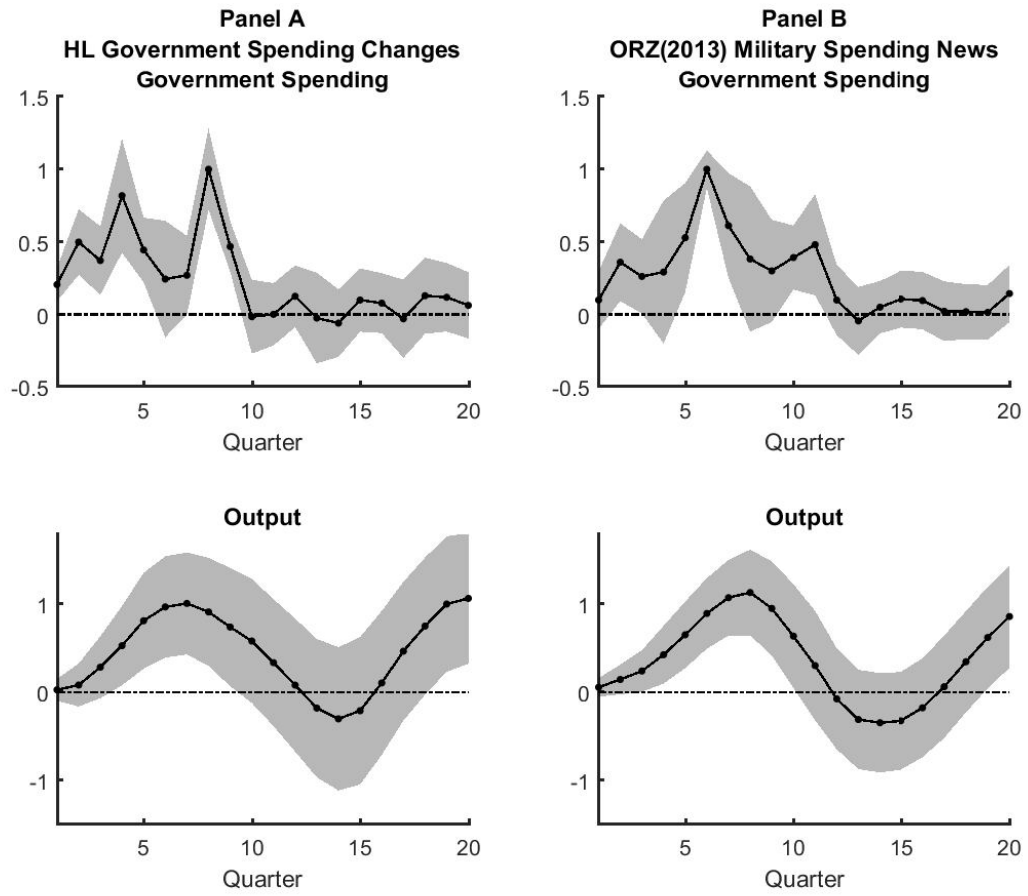 Panel A
HL Government Spending Changes
Government Spending
1.5
1
0.5
0
-0.5
5
10
15
20
Quarter
Panel B
ORZ(2013) Military Spending News
Government Spending
1.5
1
0.5
0
-0.5
5
10
15
20
Quarter
Output
1
0
-1
5
10
15
20
Quarter
Output
1
0
-1
5
10
15
20
Quarter